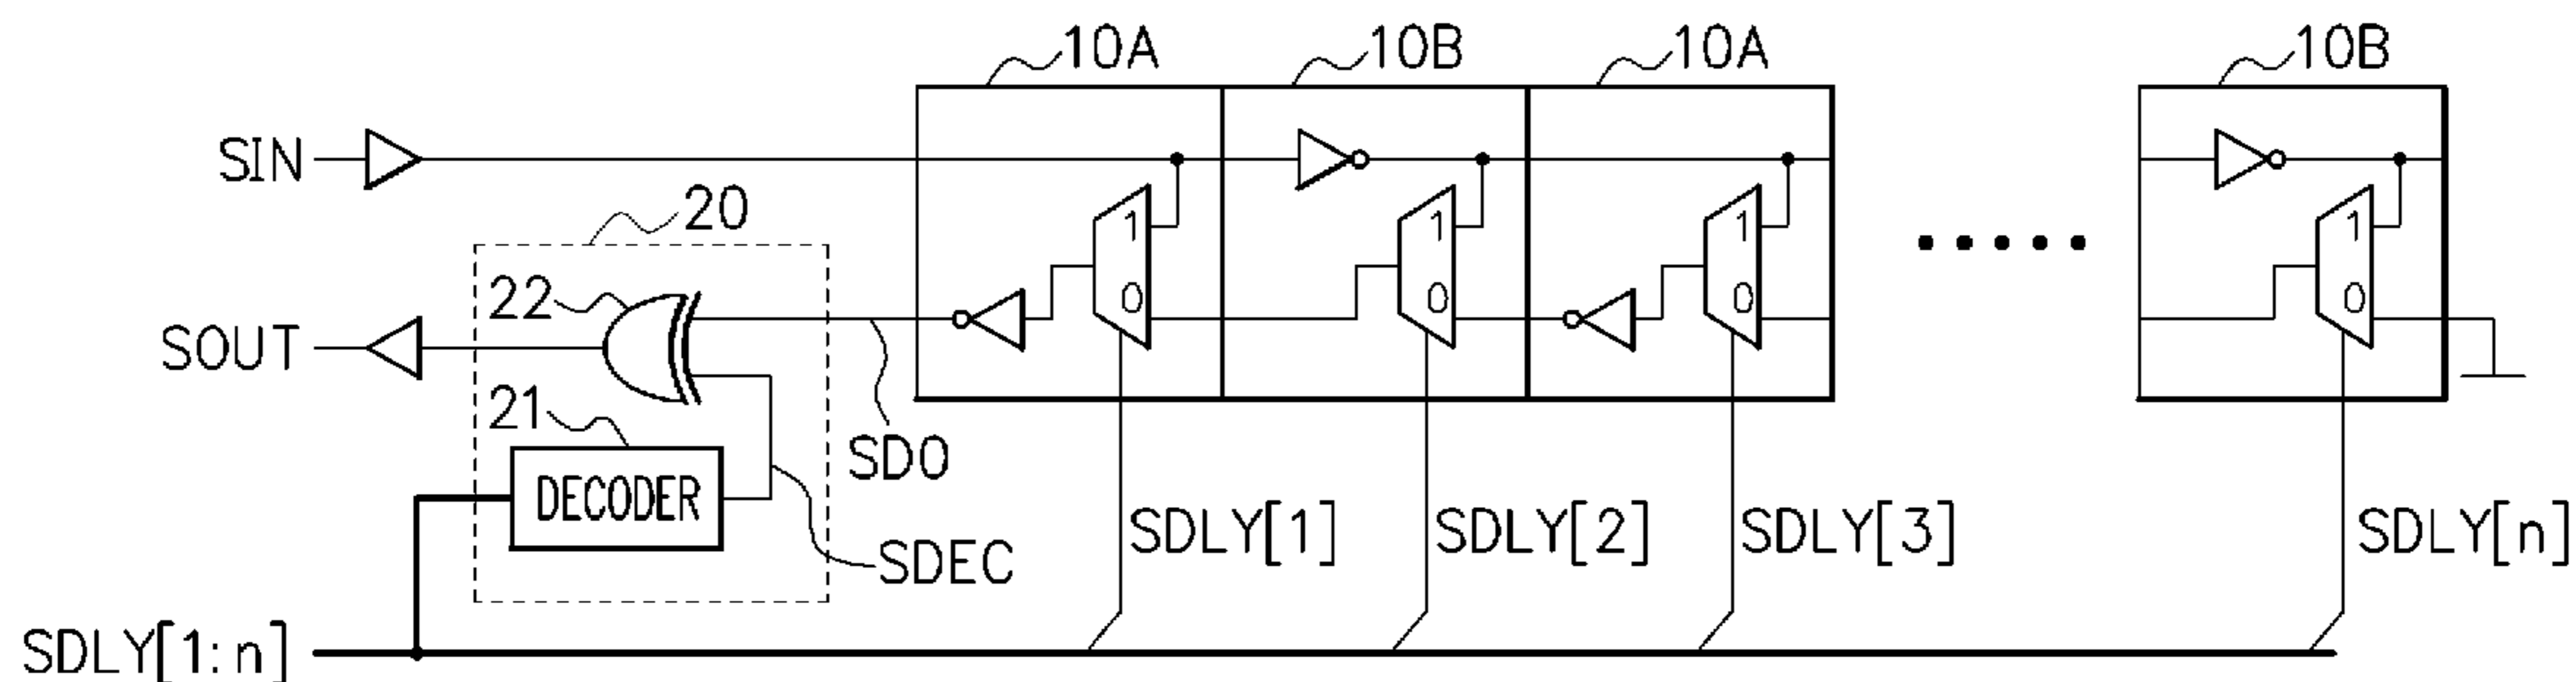 10A
10B
10A
10B
SIN
1
1
1
1
20
22
0
0
0
0
SOUT
21
SDO
DECODER
SDEC
SDLY[1]
SDLY[2]
SDLY[3]
SDLY[n]
SDLY[1:n]